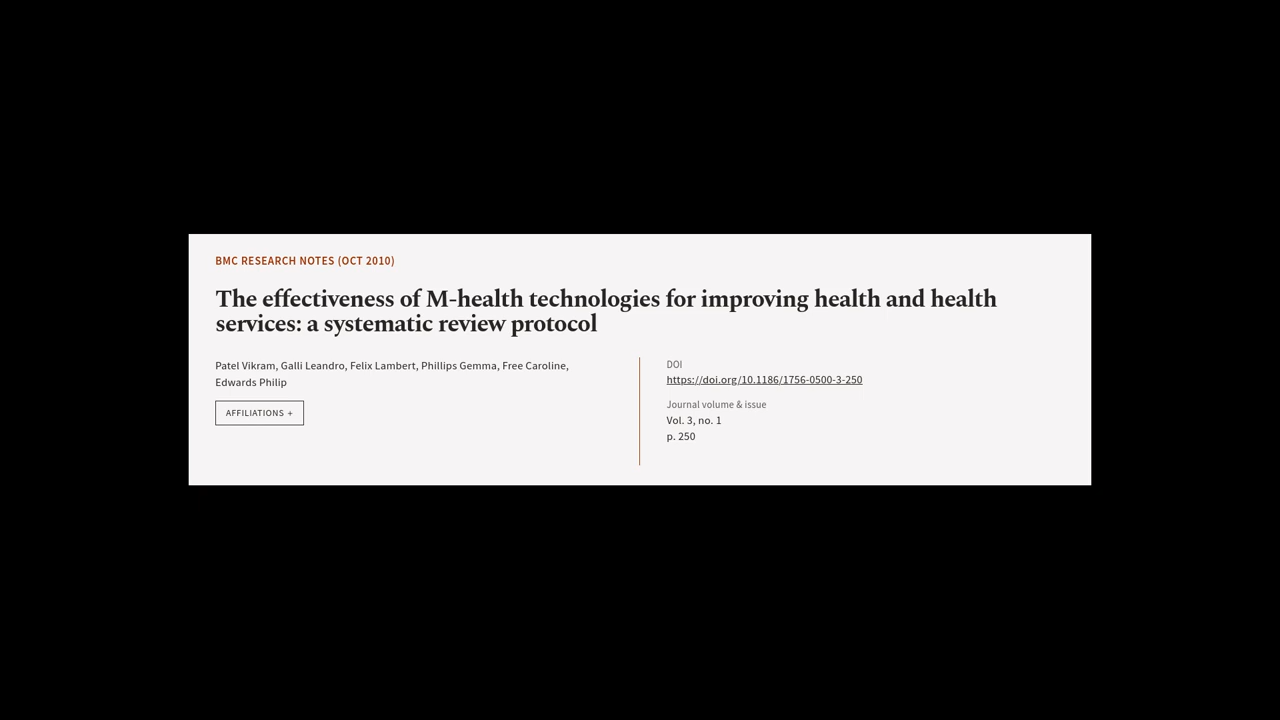 BMC RESEARCH NOTES (OCT 2010)
The effectiveness of M-health technologies for improving health and health
services: a systematic review protocol
Patel Vikram, Galli Leandro, Felix Lambert, Phillips Gemma, Free Caroline,
Edwards Philip
AFFILIATIONS +
DOI
https://doi.org/10.1186/1756-0500-3-250
Journal volume & issue
Vol. 3, no. 1
p. 250